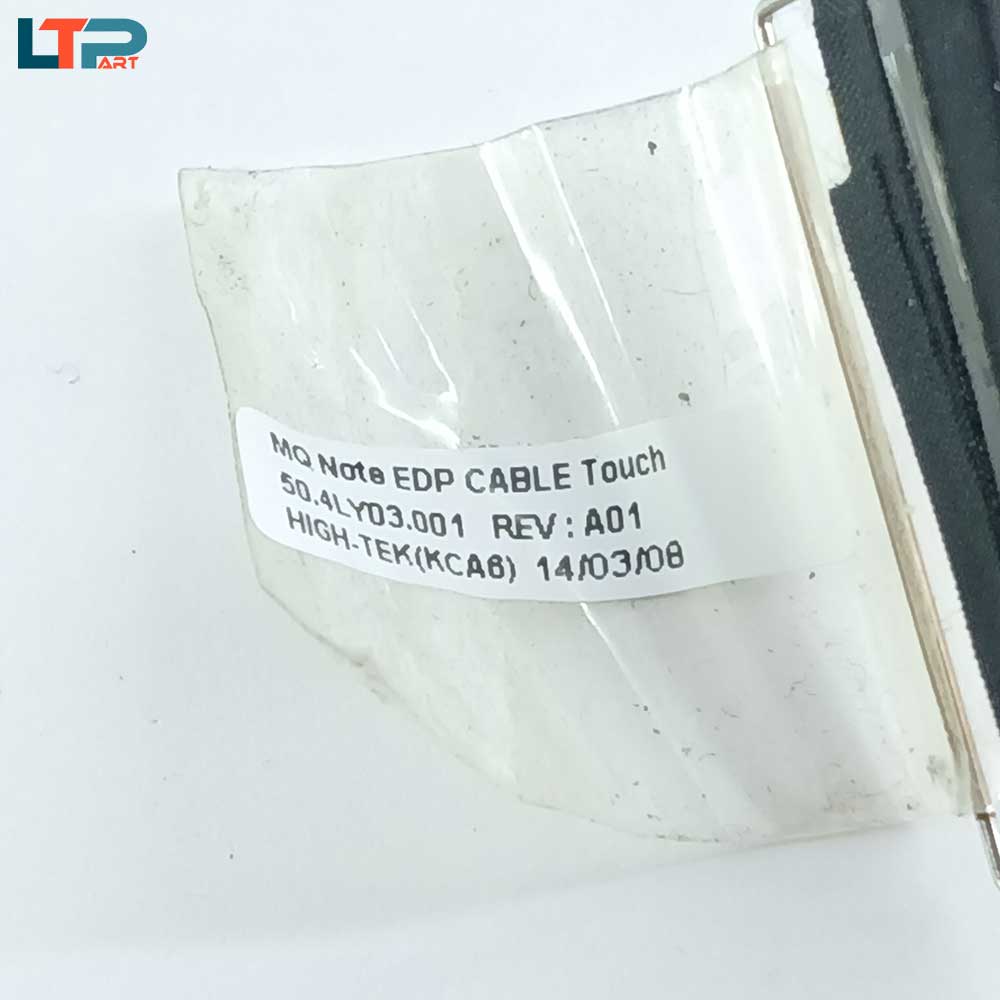 LTPART
MQ Note EDP CABLE Touch
50.4LY03.001 REV : A01
HIGH-TEK(KCA6) 14/03/08